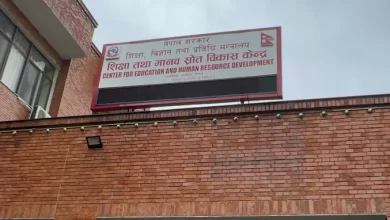 नेपाल सरकार
शिक्षा, विज्ञान तथा प्रविधि मन्त्रालय
शिक्षा तथा मानव स्रोत विकास केन्द्र
CENTER FOR EDUCATION AND HUMAN RESOURCE DEVELOPMENT